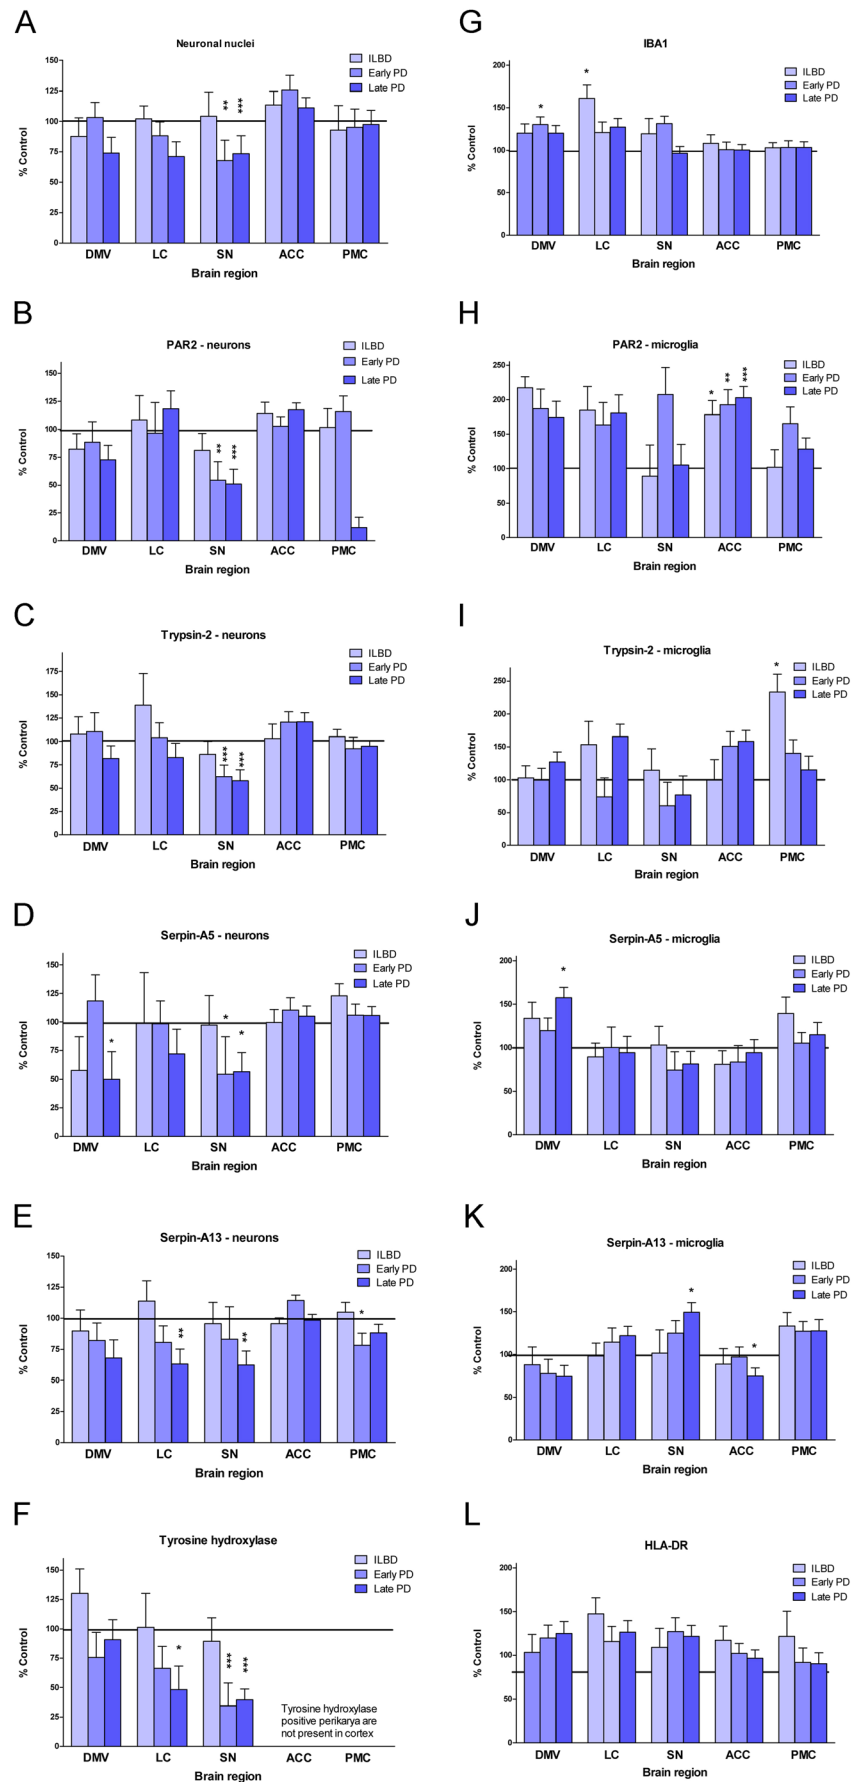 A
Neuronal nuclei
ILBD
Early PD
Late PD
150
125
100
75
50
25
0
% Control
** ***
DMV LC SN ACC PMC
Brain region
B
PAR2 - neurons
ILBD
Early PD
Late PD
150
125
100
75
50
25
0
% Control
** ***
DMV LC SN ACC PMC
Brain region
C
Trypsin-2 - neurons
ILBD
Early PD
Late PD
175
150
125
100
75
50
25
0
% Control
*** ***
DMV LC SN ACC PMC
Brain region
D
Serpin-A5 - neurons
ILBD
Early PD
Late PD
150
125
100
75
50
25
0
% Control
* * *
DMV LC SN ACC PMC
Brain region
E
Serpin-A13 - neurons
ILBD
Early PD
Late PD
150
125
100
75
50
25
0
% Control
** ** *
DMV LC SN ACC PMC
Brain region
F
Tyrosine hydroxylase
ILBD
Early PD
Late PD
150
125
100
75
50
25
0
% Control
* *** ***
Tyrosine hydroxylase
positive perikarya are
not present in cortex
DMV LC SN ACC PMC
Brain region
G
IBA1
ILBD
Early PD
Late PD
200
150
100
50
0
% Control
* *
DMV LC SN ACC PMC
Brain region
H
PAR2 - microglia
ILBD
Early PD
Late PD
250
200
150
100
50
0
% Control
* ** ***
DMV LC SN ACC PMC
Brain region
I
Trypsin-2 - microglia
ILBD
Early PD
Late PD
250
200
150
100
50
0
% Control
*
DMV LC SN ACC PMC
Brain region
J
Serpin-A5 - microglia
ILBD
Early PD
Late PD
200
150
100
50
0
% Control
*
DMV LC SN ACC PMC
Brain region
K
Serpin-A13 - microglia
ILBD
Early PD
Late PD
200
150
100
50
0
% Control
* *
DMV LC SN ACC PMC
Brain region
L
HLA-DR
ILBD
Early PD
Late PD
200
150
100
50
0
% Control
DMV LC SN ACC PMC
Brain region